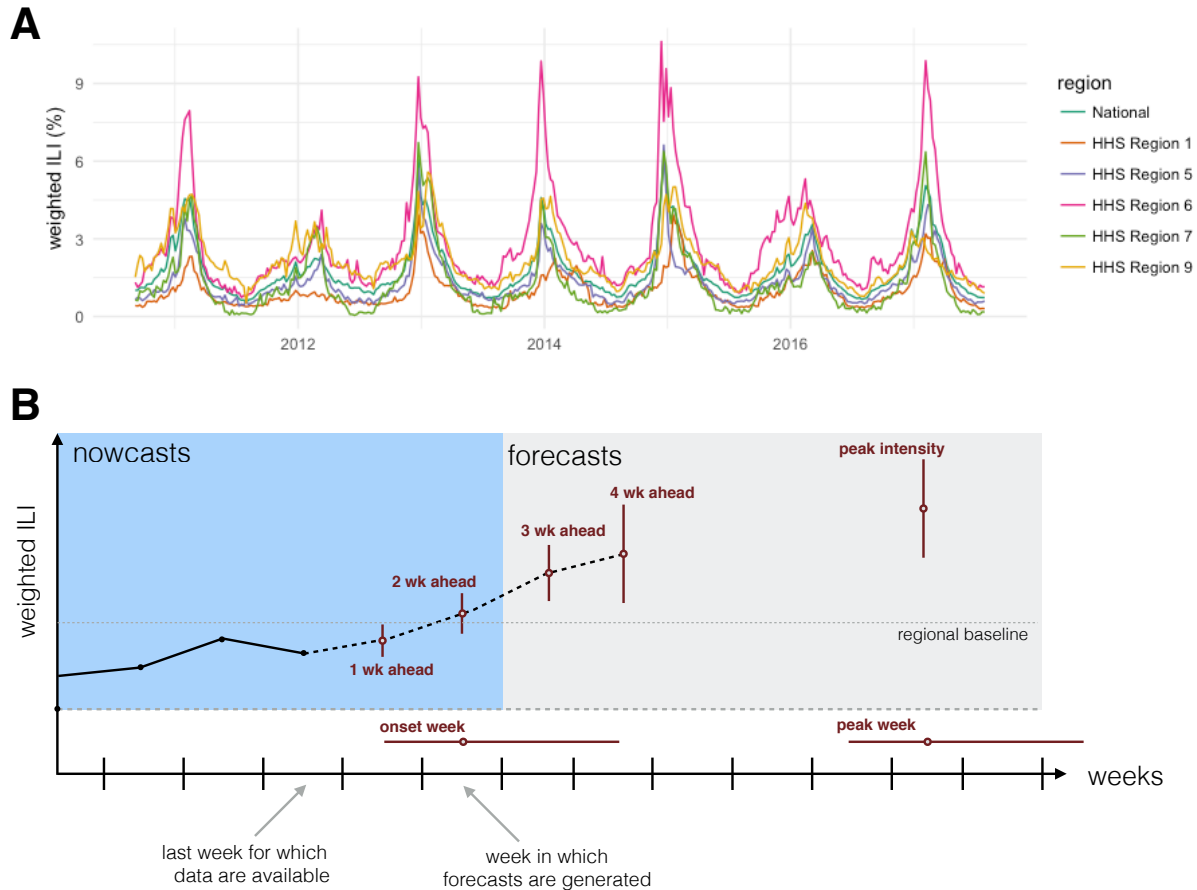 A
weighted ILI (%)
9
6
3
0
2012
2014
2016
region
National
HHS Region 1
HHS Region 5
HHS Region 6
HHS Region 7
HHS Region 9
B
nowcasts
forecasts
weighted ILI
peak intensity
4 wk ahead
3 wk ahead
2 wk ahead
1 wk ahead
regional baseline
onset week
peak week
weeks
last week for which
data are available
week in which
forecasts are generated